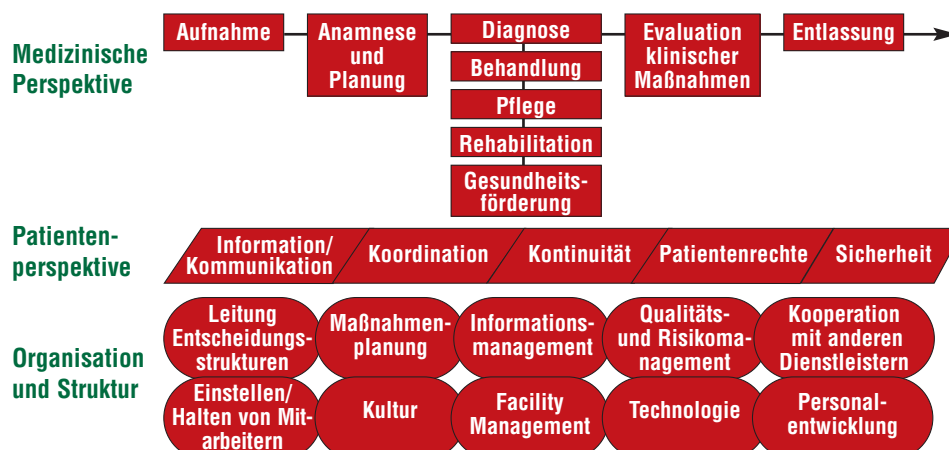 Medizinische
Perspektive
Aufnahme
Anamnese
und
Planung
Diagnose
Behandlung
Pflege
Rehabilitation
Gesundheits-
förderung
Evaluation
klinischer
Maßnahmen
Entlassung
Patienten-
perspektive
Information/
Kommunikation
Koordination
Kontinuität
Patientenrechte
Sicherheit
Organisation
und Struktur
Leitung
Entscheidungs-
strukturen
Maßnahmen-
planung
Informations-
management
Qualitäts-
und Risikoma-
nagement
Kooperation
mit anderen
Dienstleistern
Einstellen/
Halten von Mit-
arbeitern
Kultur
Facility
Management
Technologie
Personal-
entwicklung